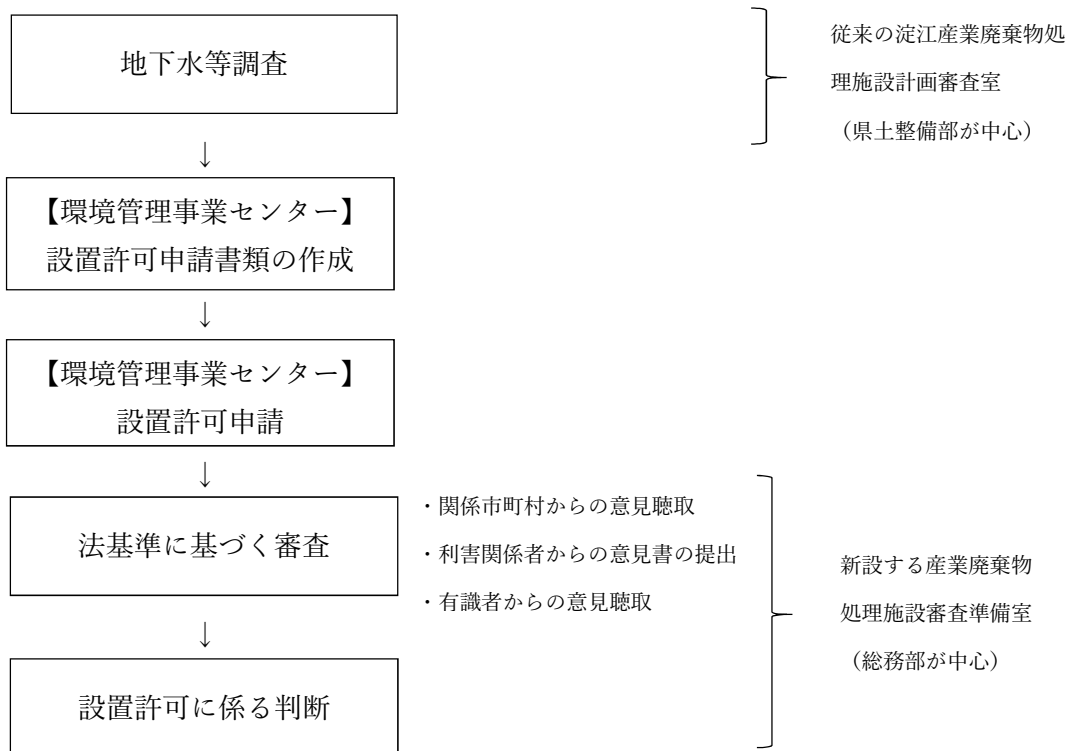 地下水等調査
従来の淀江産業廃棄物処
理施設計画審査室
（県土整備部が中心）
↓
【環境管理事業センター】
設置許可申請書類の作成
↓
【環境管理事業センター】
設置許可申請
↓
法基準に基づく審査
・関係市町村からの意見聴取
・利害関係者からの意見書の提出
・有識者からの意見聴取
新設する産業廃棄物
処理施設審査準備室
（総務部が中心）
↓
設置許可に係る判断